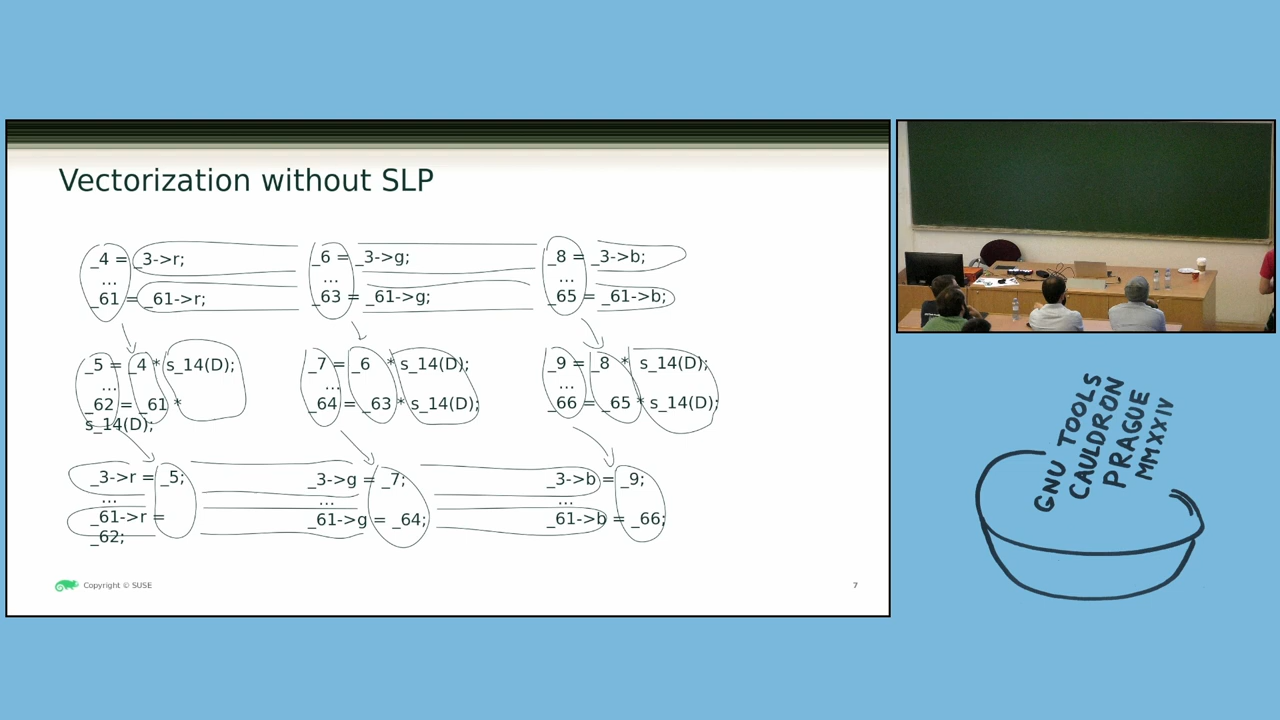 Vectorization without SLP
_4 = _3->r;
...
_61 = _61->r;
_6 = _3->g;
...
_63 = _61->g;
_8 = _3->b;
...
_65 = _61->b;
_5 = _4 * s_14(D);
...
_62 = _61 *
s_14(D);
_7 = _6 * s_14(D);
...
_64 = _63 * s_14(D);
_9 = _8 * s_14(D);
...
_66 = _65 * s_14(D);
_3->r = _5;
...
_61->r =
_62;
_3->g = _7;
...
_61->g = _64;
_3->b = _9;
...
_61->b = _66;
Copyright © SUSE
7
GNU TOOLS
CAULDRON
PRAGUE
MMXXIV